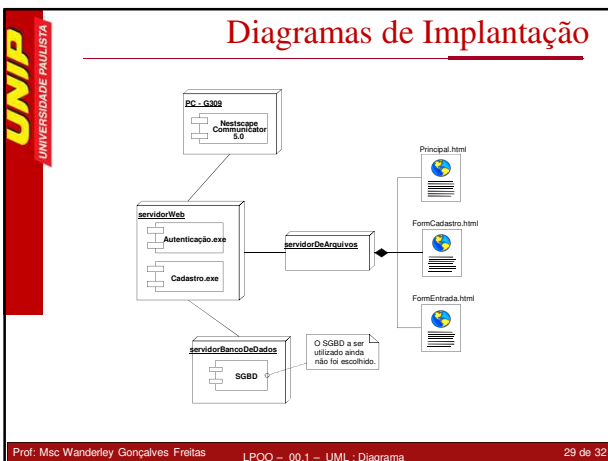 Diagramas de Implantação
UNIP
UNIVERSIDADE PAULISTA
PC - G309
Nestscape
Communicator
5.0
Principal.html
servidorWeb
Autenticação.exe
Cadastro.exe
servidorDeArquivos
FormCadastro.html
FormEntrada.html
servidorBancoDeDados
SGBD
O SGBD a ser
utilizado ainda
não foi escolhido.
Prof: Msc Wanderley Gonçalves Freitas
LPOO – 00.1 – UML : Diagrama
29 de 32